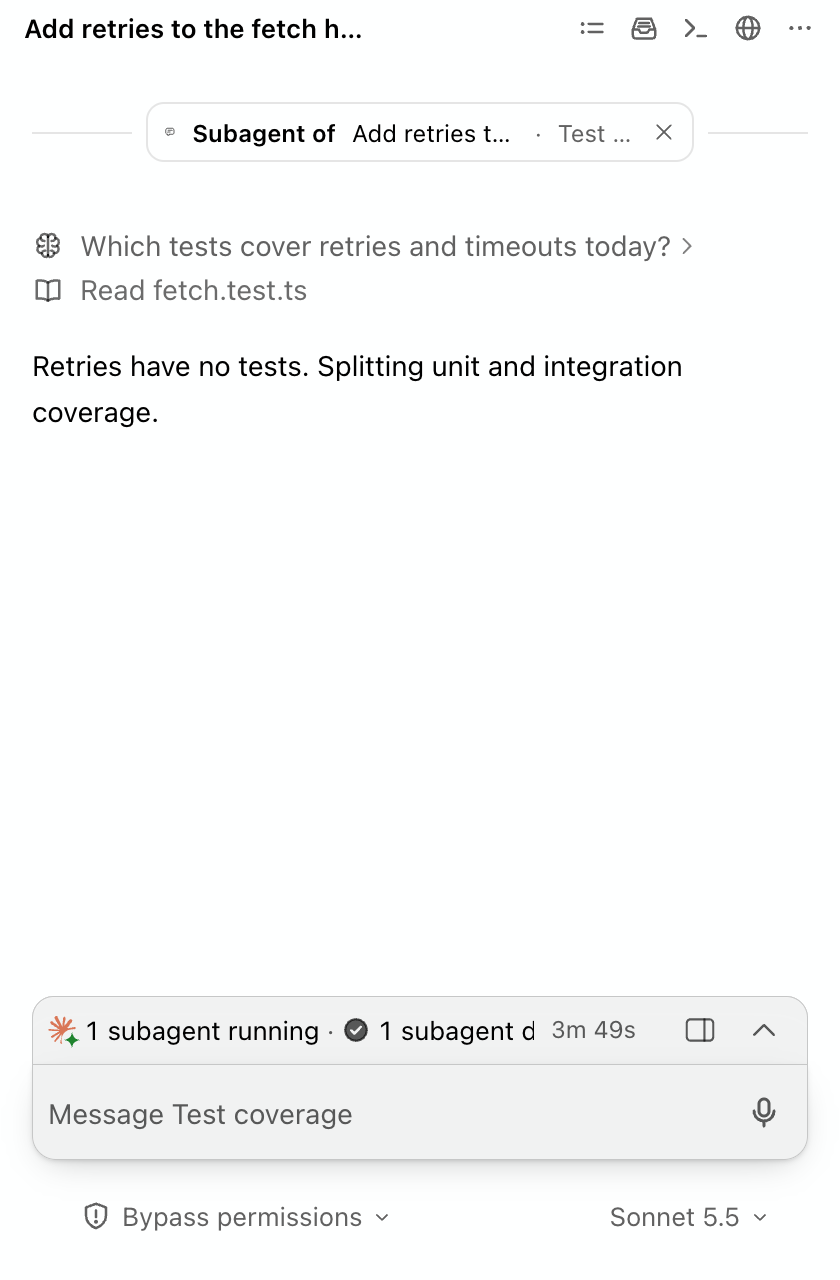 Add retries to the fetch h...
Subagent of Add retries t... · Test ...
Which tests cover retries and timeouts today?
Read fetch.test.ts
Retries have no tests. Splitting unit and integration
coverage.
1 subagent running · 1 subagent d 3m 49s
Message Test coverage
Bypass permissions Sonnet 5.5